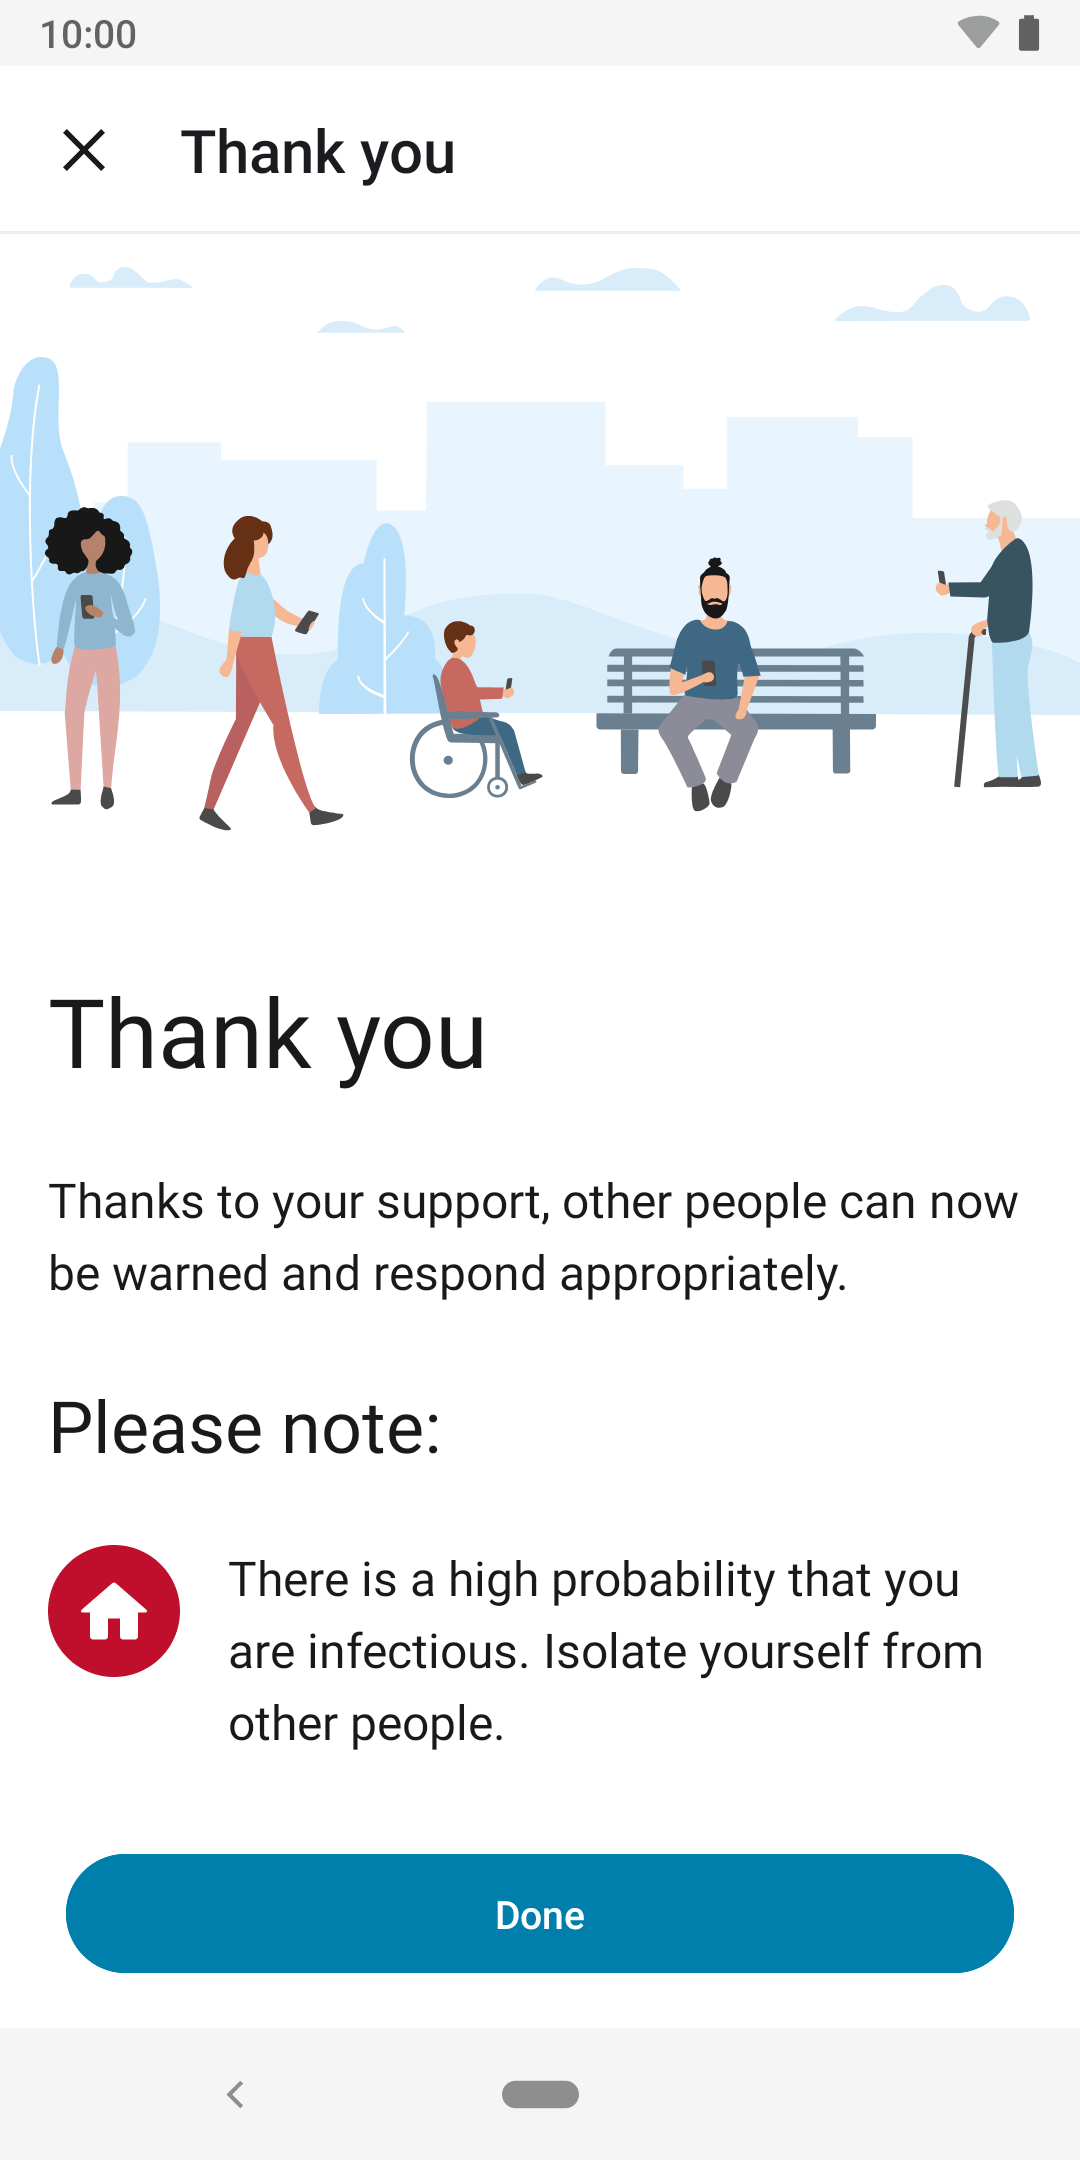 10:00
Thank you
Thank you
Thanks to your support, other people can now
be warned and respond appropriately.
Please note:
There is a high probability that you
are infectious. Isolate yourself from
other people.
Done